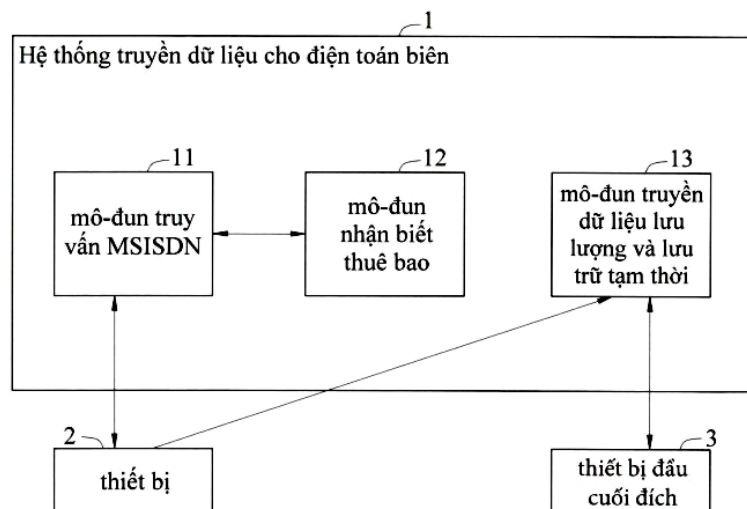 1
Hệ thống truyền dữ liệu cho điện toán biên
11
mô-đun truy
vấn MSISDN
12
mô-đun
nhận biết
thuê bao
13
mô-đun truyền
dữ liệu lưu
lượng và lưu
trữ tạm thời
2
thiết bị
3
thiết bị đầu
cuối đích